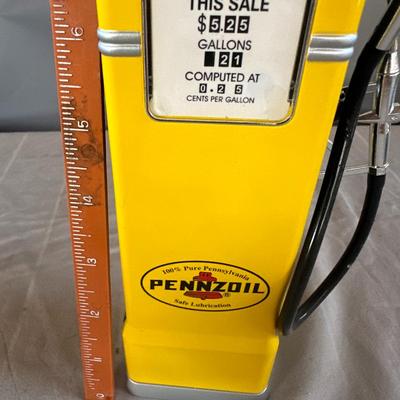 THIS SALE
$5.25
GALLONS
21
COMPUTED AT
0.25
CENTS PER GALLON
100% Pure Pennsylvania
PENNZOIL®
Safe Lubrication
6
5
4
3
2
1
0